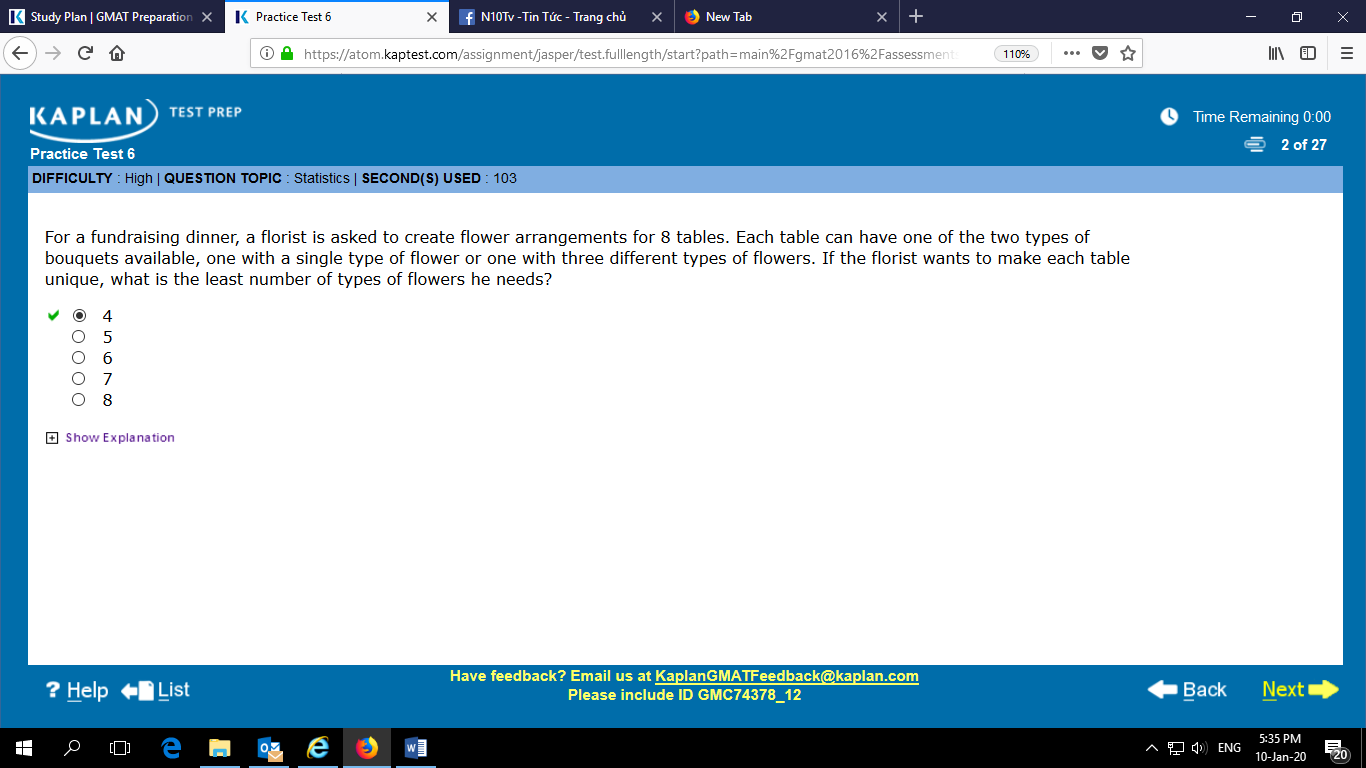 Study Plan | GMAT Preparation
Practice Test 6
N10Tv -Tin Tức - Trang chủ
New Tab
https://atom.kaptest.com/assignment/jasper/test.fulllength/start?path=main%2Fgmat2016%2Fassessment
110%
KAPLAN TEST PREP
Practice Test 6
Time Remaining 0:00
2 of 27
DIFFICULTY : High | QUESTION TOPIC : Statistics | SECOND(S) USED : 103
For a fundraising dinner, a florist is asked to create flower arrangements for 8 tables. Each table can have one of the two types of
bouquets available, one with a single type of flower or one with three different types of flowers. If the florist wants to make each table
unique, what is the least number of types of flowers he needs?
4
5
6
7
8
Show Explanation
Have feedback? Email us at KaplanGMATFeedback@kaplan.com
Please include ID GMC74378_12
? Help
List
Back
Next
ENG
5:35 PM
10-Jan-20
20